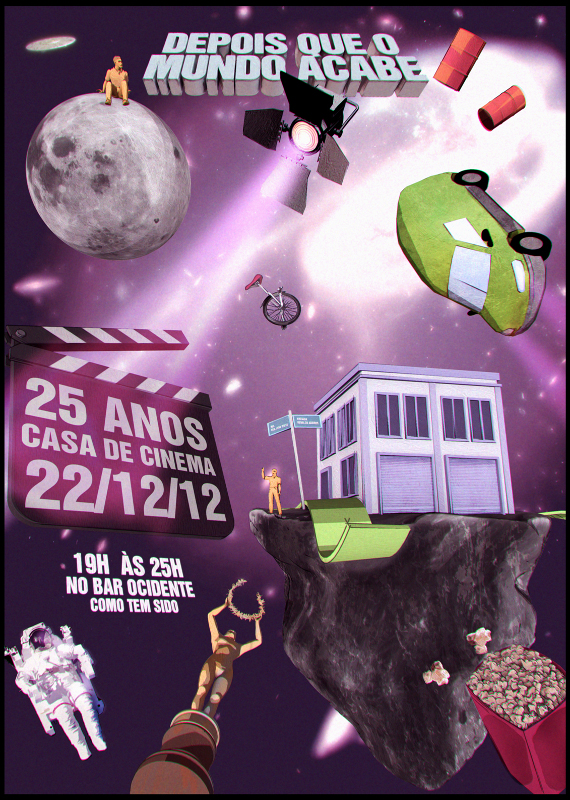 DEPOIS QUE O
MUNDO ACABE
25 ANOS
CASA DE CINEMA
22/12/12
19H ÀS 25H
NO BAR OCIDENTE
COMO TEM SIDO